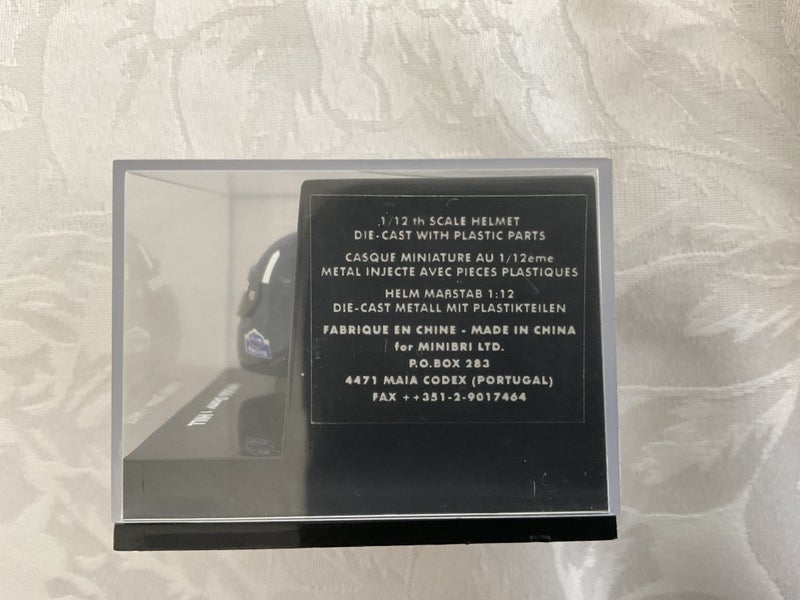 1/12 th SCALE HELMET
DIE-CAST WITH PLASTIC PARTS
CASQUE MINIATURE AU 1/12eme
METAL INJECTE AVEC PIECES PLASTIQUES
HELM MAßSTAB 1:12
DIE-CAST METALL MIT PLASTIKTEILEN
FABRIQUE EN CHINE - MADE IN CHINA
for MINIBRI LTD.
P.O.BOX 283
4471 MAIA CODEX (PORTUGAL)
FAX ++351-2-9017464